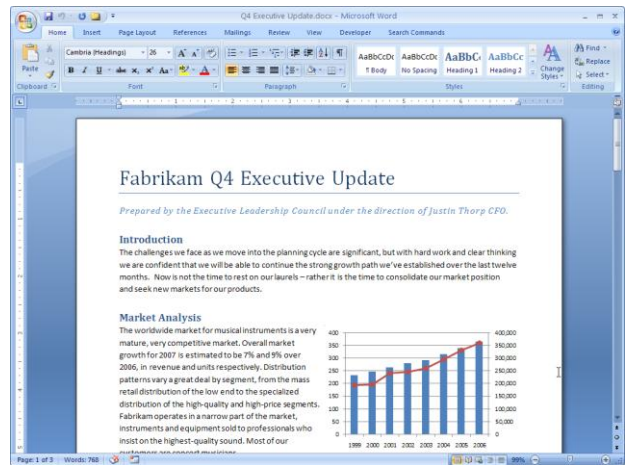 Q4 Executive Update.docx - Microsoft Word
Home Insert Page Layout References Mailings Review View Developer Search Commands
Cambria (Headings) 26
Paste
B I U abc x₂ x² Aa
AaBbCcDc AaBbCcDc AaBbC AaBbCc
¶ Body No Spacing Heading 1 Heading 2
Change Styles
Find
Replace
Select
Clipboard Font Paragraph Styles Editing
Fabrikam Q4 Executive Update
Prepared by the Executive Leadership Council under the direction of Justin Thorp CFO.
Introduction
The challenges we face as we move into the planning cycle are significant, but with hard work and clear thinking
we are confident that we will be able to continue the strong growth path we've established over the last twelve
months. Now is not the time to rest on our laurels – rather it is the time to consolidate our market position
and seek new markets for our products.
Market Analysis
The worldwide market for musical instruments is a very
mature, very competitive market. Overall market
growth for 2007 is estimated to be 7% and 9% over
2006, in revenue and units respectively. Distribution
patterns vary a great deal by segment, from the mass
retail distribution of the low end to the specialized
distribution of the high-quality and high-price segments.
Fabrikam operates in a narrow part of the market,
instruments and equipment sold to professionals who
insist on the highest-quality sound. Most of our
customers are concert musicians
400 400,000
350 350,000
300 300,000
250 250,000
200 200,000
150 150,000
100 100,000
50 50,000
0 0
1999 2000 2001 2002 2003 2004 2005 2006
Page: 1 of 3 Words: 768 99%